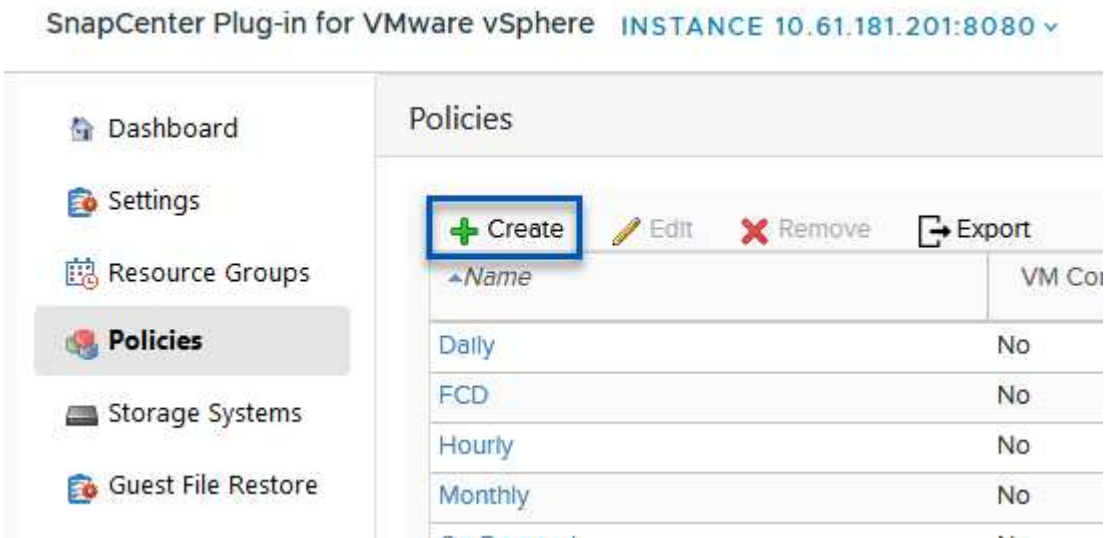 SnapCenter Plug-in for VMware vSphere INSTANCE 10.61.181.201:8080
Dashboard
Settings
Resource Groups
Policies
Storage Systems
Guest File Restore
Policies
Create Edit Remove Export
Name VM Con
Daily No
FCD No
Hourly No
Monthly No